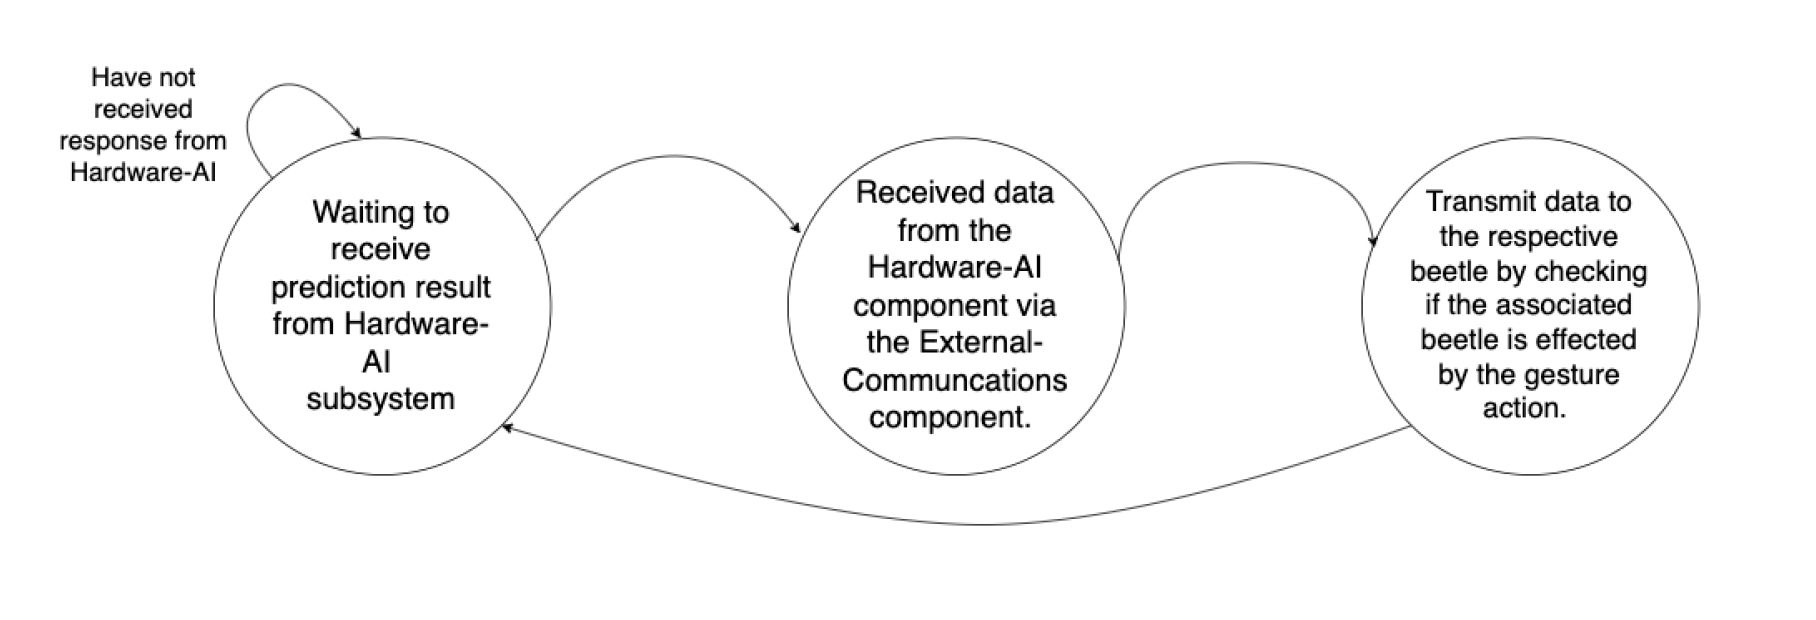 Have not
received
response from
Hardware-AI
Waiting to
receive
prediction result
from Hardware-
AI
subsystem
Received data
from the
Hardware-AI
component via
the External-
Communcations
component.
Transmit data to
the respective
beetle by checking
if the associated
beetle is effected
by the gesture
action.